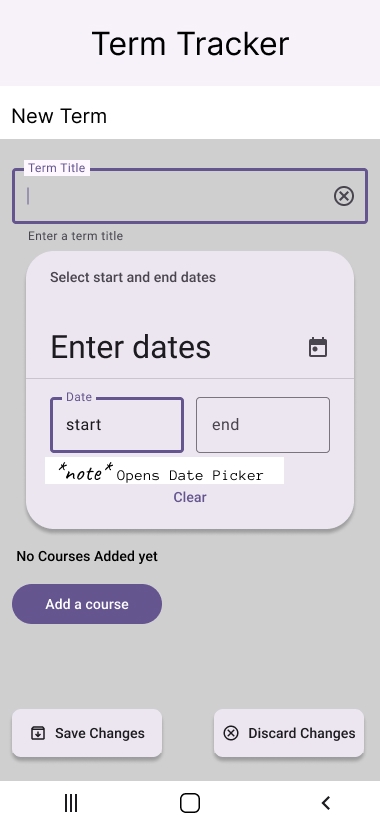 Term Tracker
New Term
Term Title
Enter a term title
Select start and end dates
Enter dates
Date
start
end
*note* Opens Date Picker
Clear
No Courses Added yet
Add a course
Save Changes
Discard Changes